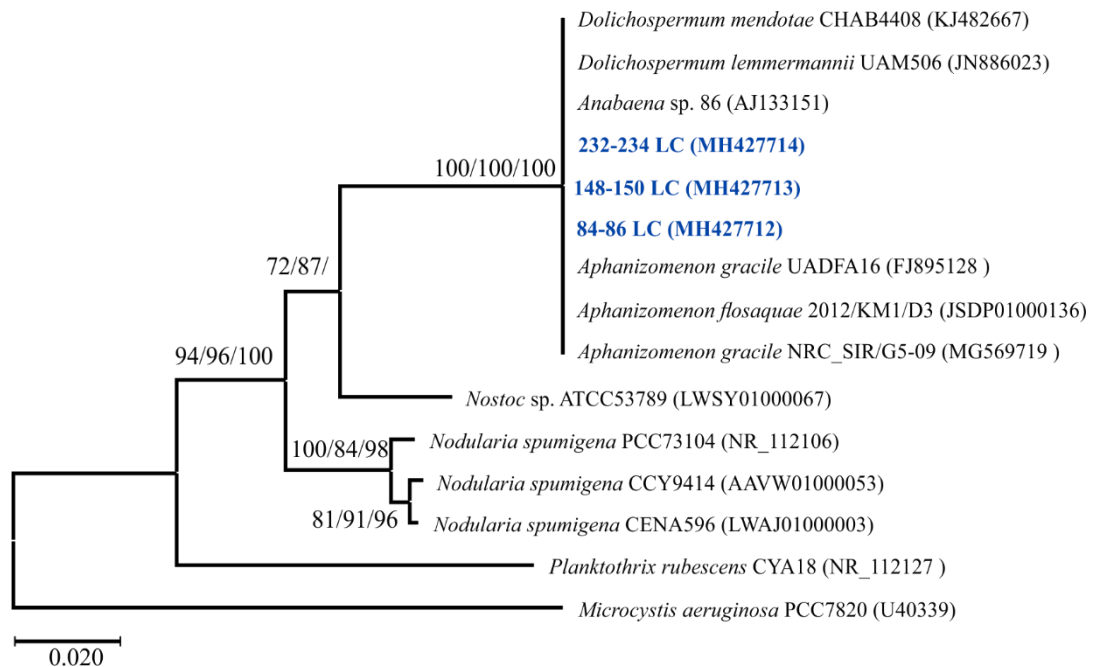 Dolichospermum mendotae CHAB4408 (KJ482667)
Dolichospermum lemmermannii UAM506 (JN886023)
Anabaena sp. 86 (AJ133151)
232-234 LC (MH427714)
100/100/100
148-150 LC (MH427713)
84-86 LC (MH427712)
72/87/
Aphanizomenon gracile UADFA16 (FJ895128 )
Aphanizomenon flosaquae 2012/KM1/D3 (JSDP01000136)
94/96/100
Aphanizomenon gracile NRC_SIR/G5-09 (MG569719 )
Nostoc sp. ATCC53789 (LWSY01000067)
100/84/98
Nodularia spumigena PCC73104 (NR_112106)
Nodularia spumigena CCY9414 (AAVW01000053)
81/91/96
Nodularia spumigena CENA596 (LWAJ01000003)
Planktothrix rubescens CYA18 (NR_112127 )
Microcystis aeruginosa PCC7820 (U40339)
0.020